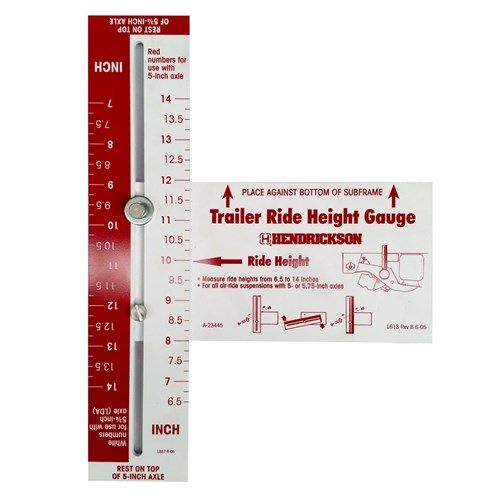 REST ON TOP
OF 5¾-INCH AXLE
INCH
7
7.5
8
8.5
9
9.5
10
10.5
11
11.5
12
12.5
13
13.5
14
White
numbers
for use with
5¾-inch
axle (LDA)
Red
numbers for
use with
5-inch axle
14
13.5
13
12.5
12
11.5
11
10.5
10
9.5
9
8.5
8
7.5
7
6.5
INCH
L887 6-05
REST ON TOP
OF 5-INCH AXLE
PLACE AGAINST BOTTOM OF SUBFRAME
Trailer Ride Height Gauge
HENDRICKSON
Ride Height
• Measure ride heights from 6.5 to 14 inches
• For all air-ride suspensions with 5- or 5.75-inch axles
A-23445
L613 Rev B 6-05